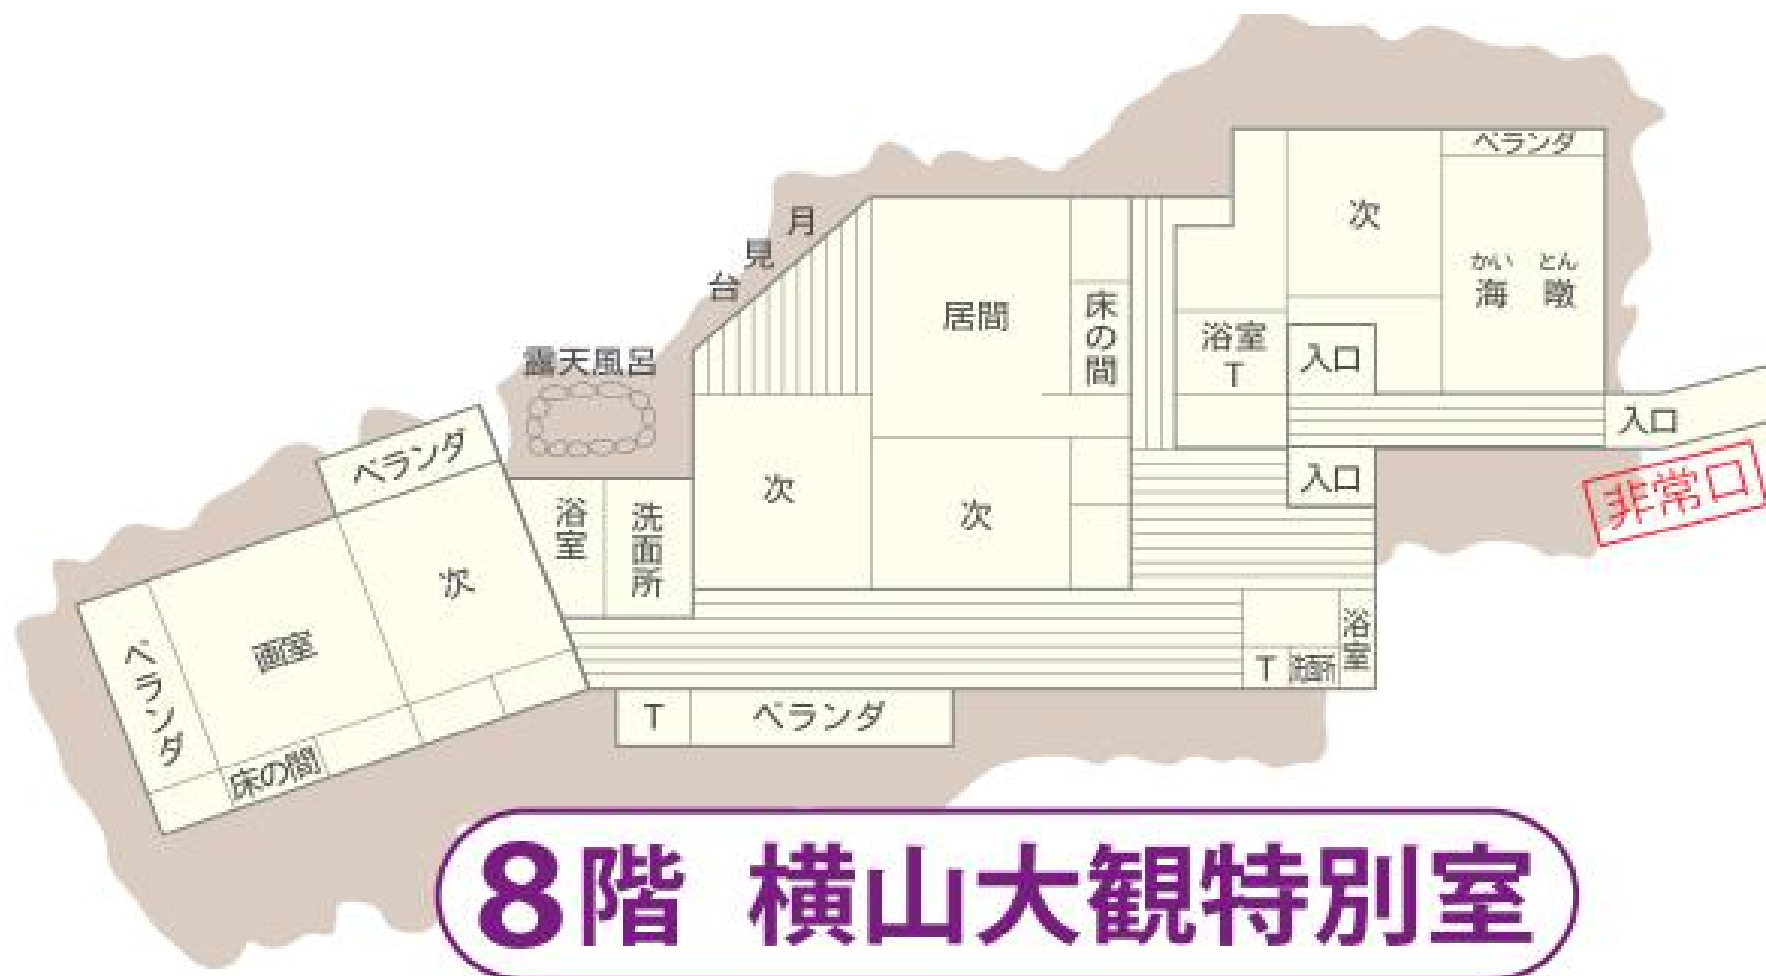 ベランダ
次
かい とん
海 暾
月見台
居間
床の間
浴室
T
入口
入口
入口
非常口
露天風呂
ベランダ
浴室
洗面所
次
次
次
画室
ベランダ
床の間
T
ベランダ
T
洗面所
浴室
8階 横山大観特別室